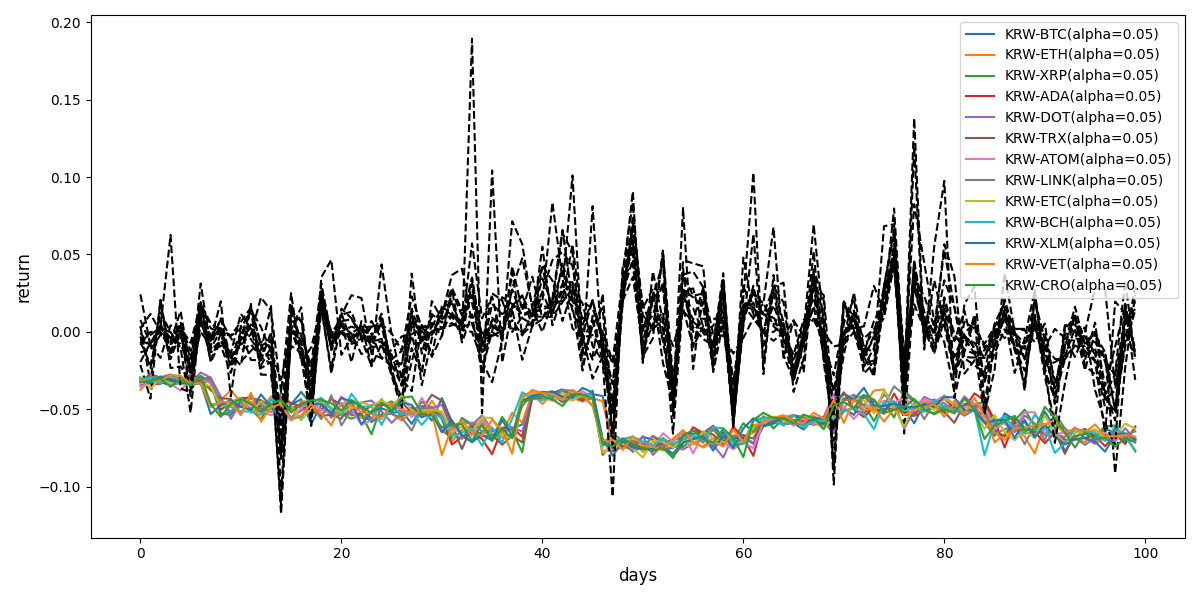 0.20
0.15
0.10
0.05
0.00
−0.05
−0.10
return
0
20
40
60
80
100
days
KRW-BTC(alpha=0.05)
KRW-ETH(alpha=0.05)
KRW-XRP(alpha=0.05)
KRW-ADA(alpha=0.05)
KRW-DOT(alpha=0.05)
KRW-TRX(alpha=0.05)
KRW-ATOM(alpha=0.05)
KRW-LINK(alpha=0.05)
KRW-ETC(alpha=0.05)
KRW-BCH(alpha=0.05)
KRW-XLM(alpha=0.05)
KRW-VET(alpha=0.05)
KRW-CRO(alpha=0.05)